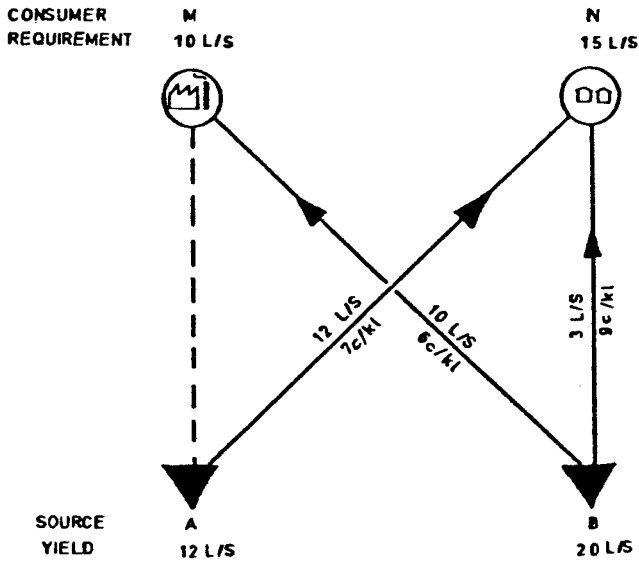 CONSUMER
REQUIREMENT
M
10 L/S
N
15 L/S
12 L/S
7c/kl
10 L/S
6c/kl
3 L/S
9c/kl
SOURCE
YIELD
A
12 L/S
B
20 L/S